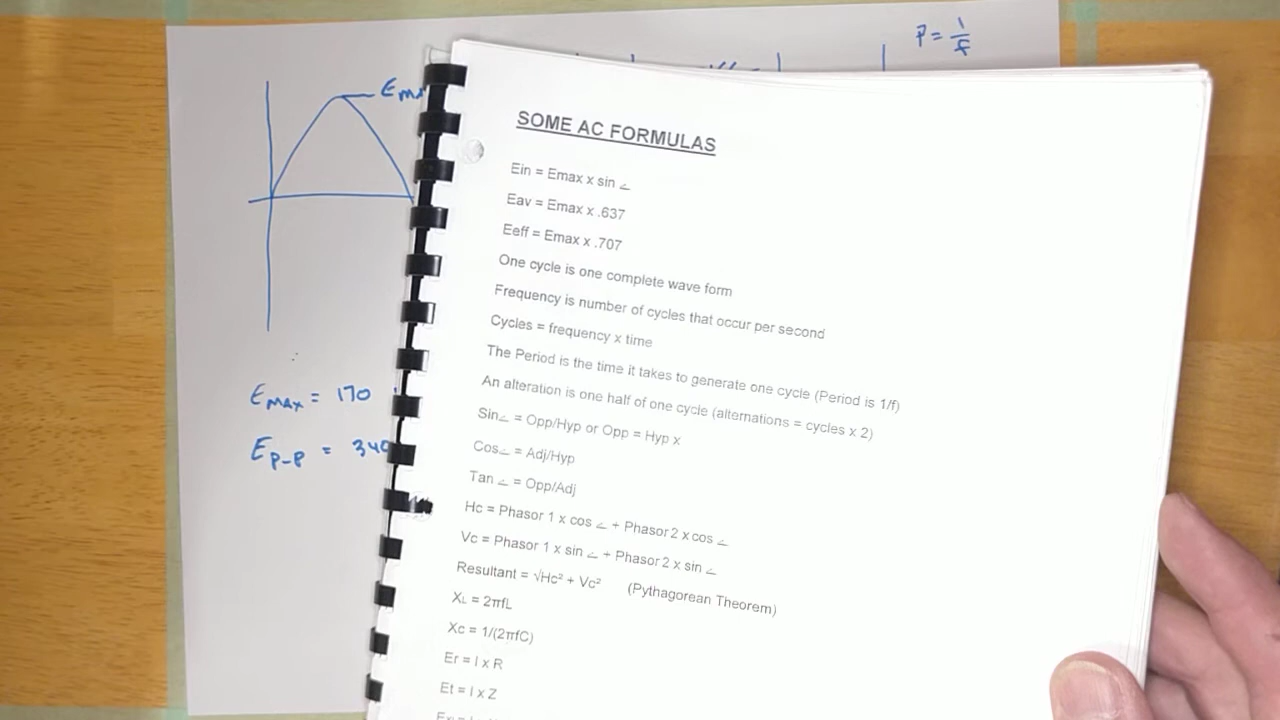 P = 1/f
SOME AC FORMULAS
Ein = Emax x sin ∠
Eav = Emax x .637
Eeff = Emax x .707
One cycle is one complete wave form
Frequency is number of cycles that occur per second
Cycles = frequency x time
The Period is the time it takes to generate one cycle (Period is 1/f)
An alteration is one half of one cycle (alternations = cycles x 2)
Sin∠ = Opp/Hyp or Opp = Hyp x
Cos∠ = Adj/Hyp
Tan ∠ = Opp/Adj
Hc = Phasor 1 x cos ∠ + Phasor 2 x cos ∠
Vc = Phasor 1 x sin ∠ + Phasor 2 x sin ∠
Resultant = √Hc² + Vc² (Pythagorean Theorem)
XL = 2πfL
Xc = 1/(2πfC)
Er = I x R
Et = I x Z
EMAX = 170
EP-P = 340